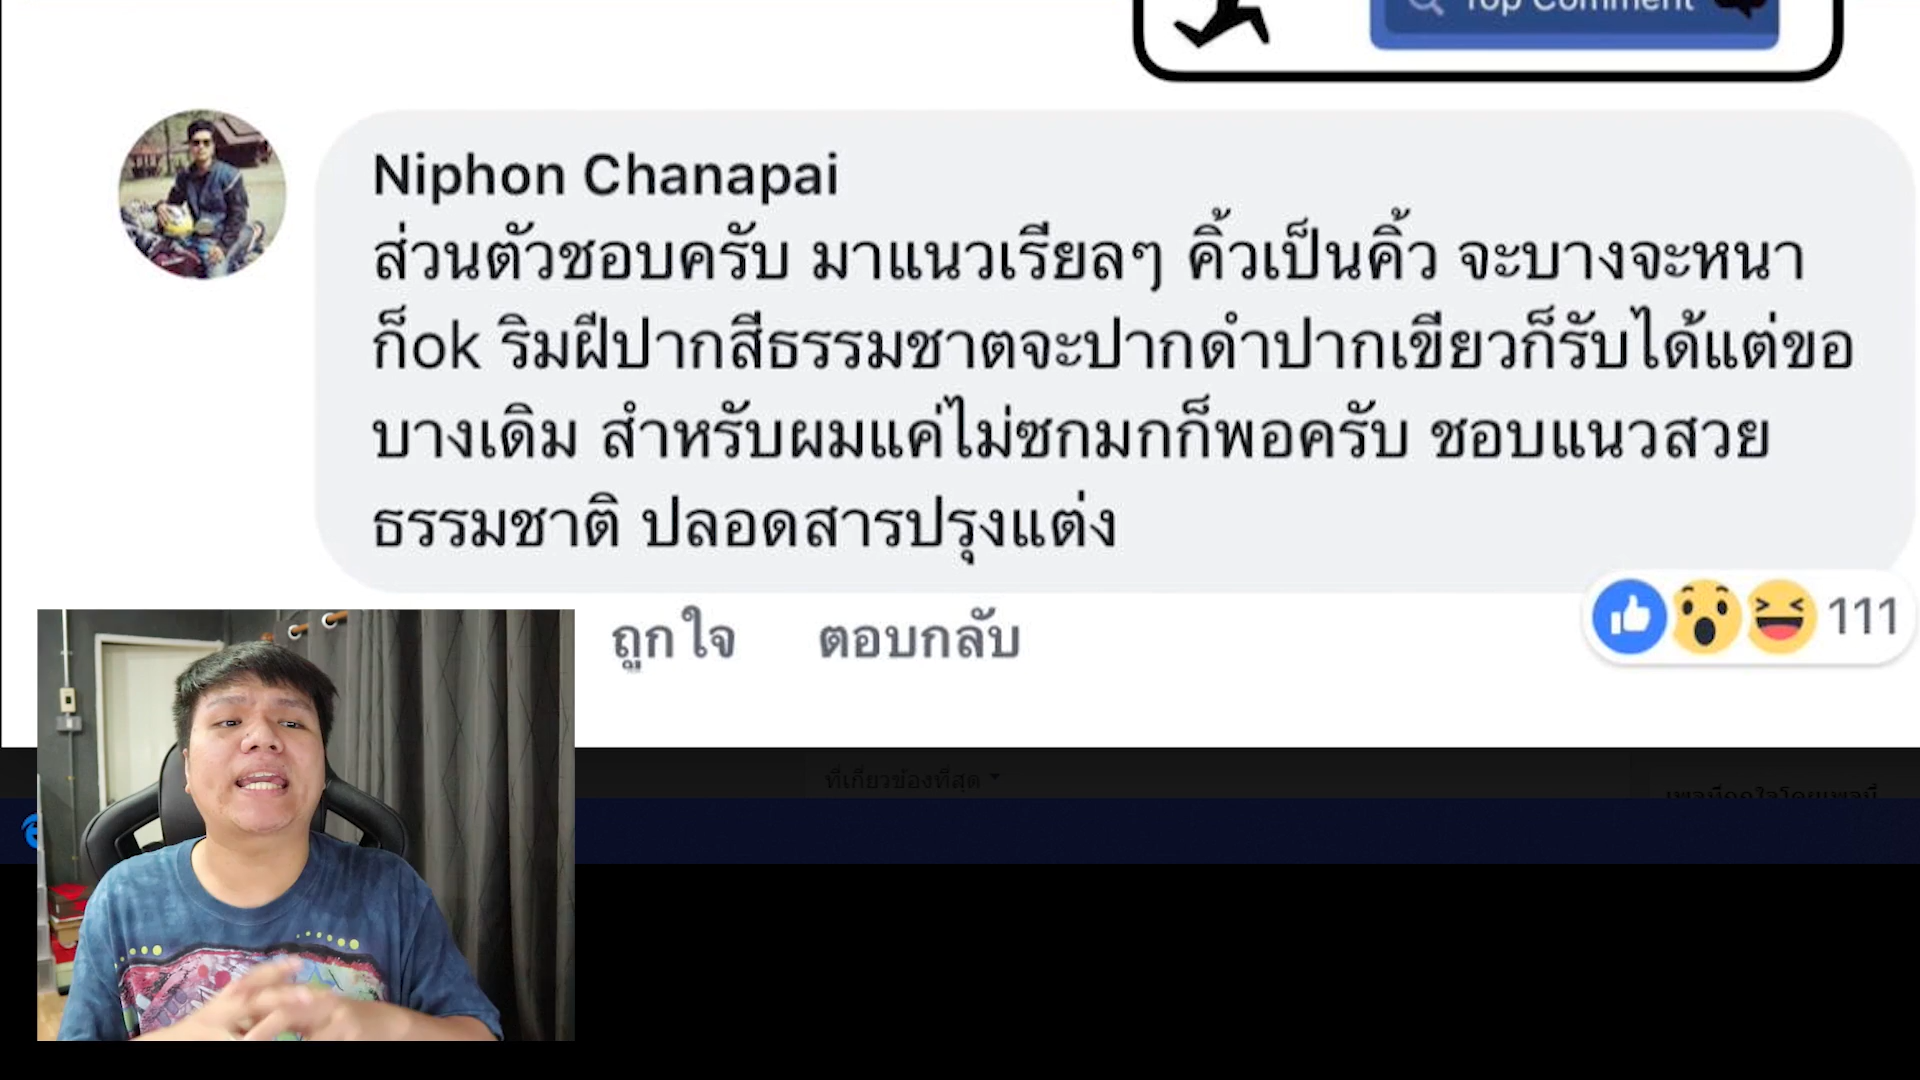 Top Comment
Niphon Chanapai
ส่วนตัวชอบครับ มาแนวเรียลๆ คิ้วเป็นคิ้ว จะบางจะหนา
ก็ok ริมฝีปากสีธรรมชาตจะปากดำปากเขียวก็รับได้แต่ขอ
บางเดิม สำหรับผมแค่ไม่ซกมกก็พอครับ ชอบแนวสวย
ธรรมชาติ ปลอดสารปรุงแต่ง
ถูกใจ ตอบกลับ
111
ที่เกี่ยวข้องที่สุด